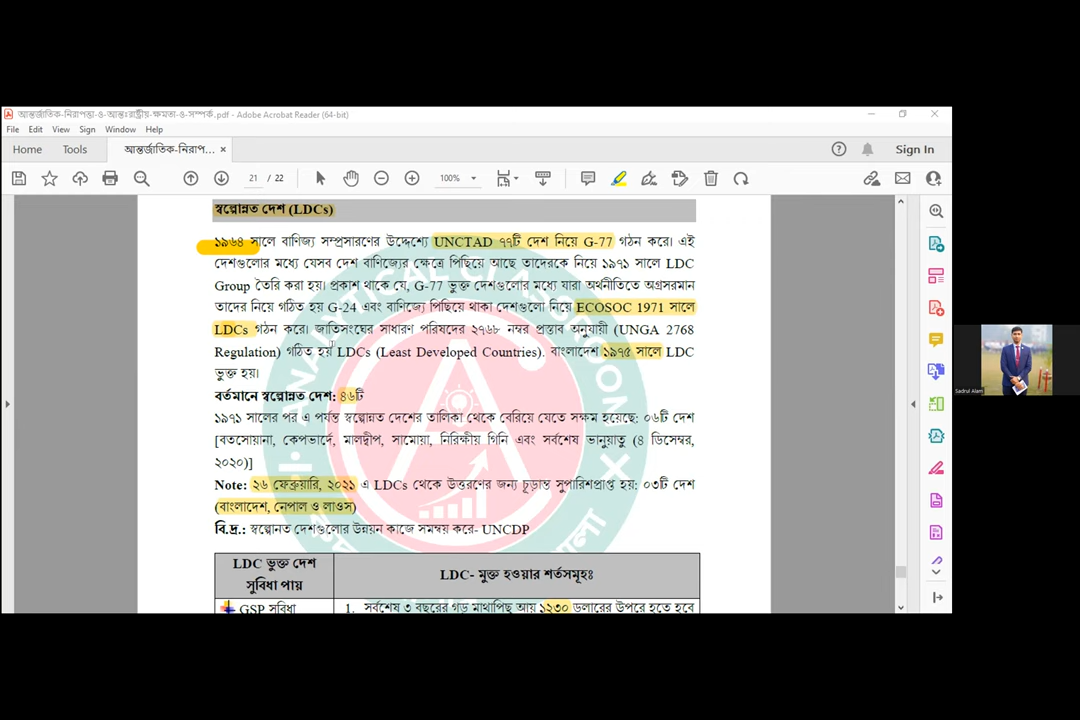 আন্তর্জাতিক-নিরাপত্তা-ও-আন্তঃরাষ্ট্রীয়-ক্ষমতা-ও-সম্পর্ক.pdf - Adobe Acrobat Reader (64-bit)
File Edit View Sign Window Help
Home Tools আন্তর্জাতিক-নিরাপ... × Sign In
21 / 22 100%
স্বল্পোন্নত দেশ (LDCs)
১৯৬৪ সালে বাণিজ্য সম্প্রসারণের উদ্দেশ্যে UNCTAD ৭৭টি দেশ নিয়ে G-77 গঠন করে। এই
দেশগুলোর মধ্যে যেসব দেশ বাণিজ্যের ক্ষেত্রে পিছিয়ে আছে তাদেরকে নিয়ে ১৯৭১ সালে LDC
Group তৈরি করা হয়। প্রকাশ থাকে যে, G-77 ভুক্ত দেশগুলোর মধ্যে যারা অর্থনীতিতে অগ্রসরমান
তাদের নিয়ে গঠিত হয় G-24 এবং বাণিজ্যে পিছিয়ে থাকা দেশগুলো নিয়ে ECOSOC 1971 সালে
LDCs গঠন করে। জাতিসংঘের সাধারণ পরিষদের ২৭৬৮ নম্বর প্রস্তাব অনুযায়ী (UNGA 2768
Regulation) গঠিত হয় LDCs (Least Developed Countries). বাংলাদেশ ১৯৭৫ সালে LDC
ভুক্ত হয়।
বর্তমানে স্বল্পোন্নত দেশ: ৪৬টি
১৯৭১ সালের পর এ পর্যন্ত স্বল্পোন্নত দেশের তালিকা থেকে বেরিয়ে যেতে সক্ষম হয়েছে: ০৬টি দেশ
[বতসোয়ানা, কেপভার্দে, মালদ্বীপ, সামোয়া, নিরিক্ষীয় গিনি এবং সর্বশেষ ভানুয়াতু (৪ ডিসেম্বর,
২০২০)]
Note: ২৬ ফেব্রুয়ারি, ২০২১ এ LDCs থেকে উত্তরণের জন্য চূড়ান্ত সুপারিশপ্রাপ্ত হয়: ০৩টি দেশ
(বাংলাদেশ, নেপাল ও লাওস)
বি.দ্র.: স্বল্পোনত দেশগুলোর উন্নয়ন কাজে সমন্বয় করে- UNCDP
LDC ভুক্ত দেশ
সুবিধা পায়
LDC- মুক্ত হওয়ার শর্তসমূহঃ
GSP সুবিধা
1. সর্বশেষ ৩ বছরের গড় মাথাপিছু আয় ১২৩০ ডলারের উপরে হতে হবে
ANALYTICAL CLASSROOM
Sadrul Alam